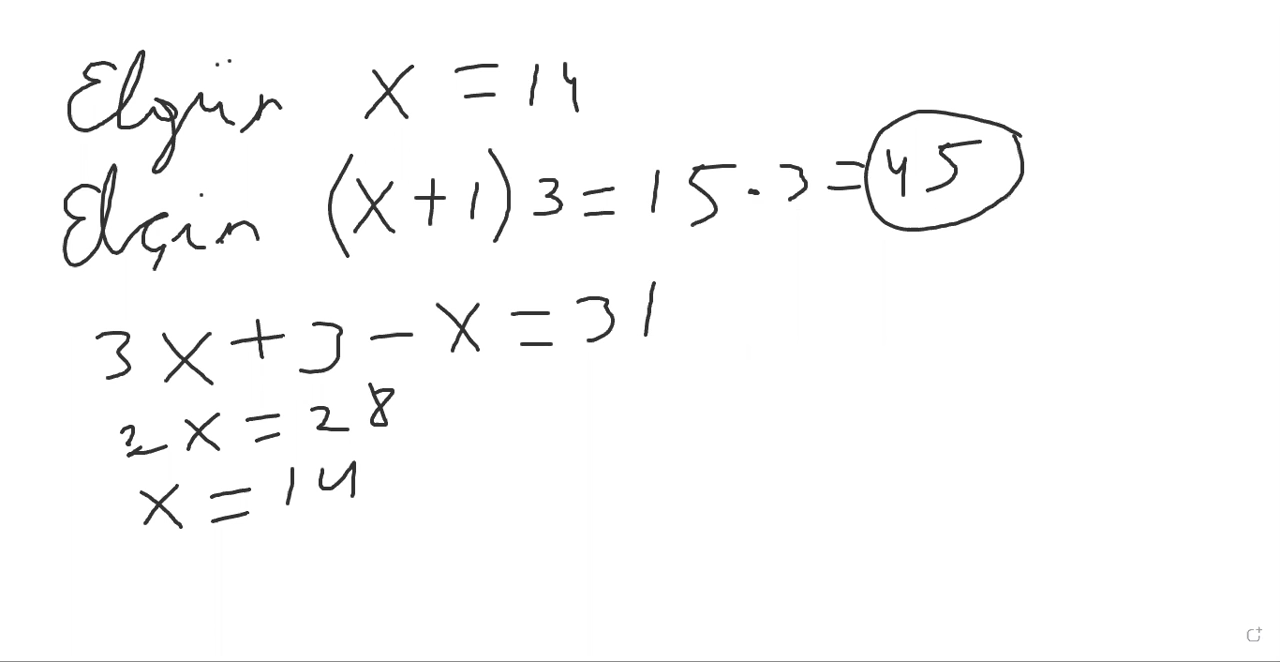 Elgün x = 14
Elçin (x+1)3 = 15·3 = 45
3x + 3 - x = 31
2x = 28
x = 14